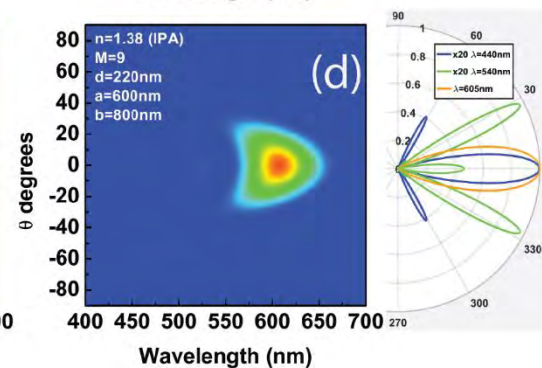 n=1.38 (IPA)
M=9
d=220nm
a=600nm
b=800nm
(d)
80
60
40
20
0
-20
-40
-60
-80
θ degrees
400 450 500 550 600 650 700
Wavelength (nm)
00
90
1
60
0.8
0.6
0.4
0.2
0
30
330
300
270
x20 λ=440nm
x20 λ=540nm
λ=605nm